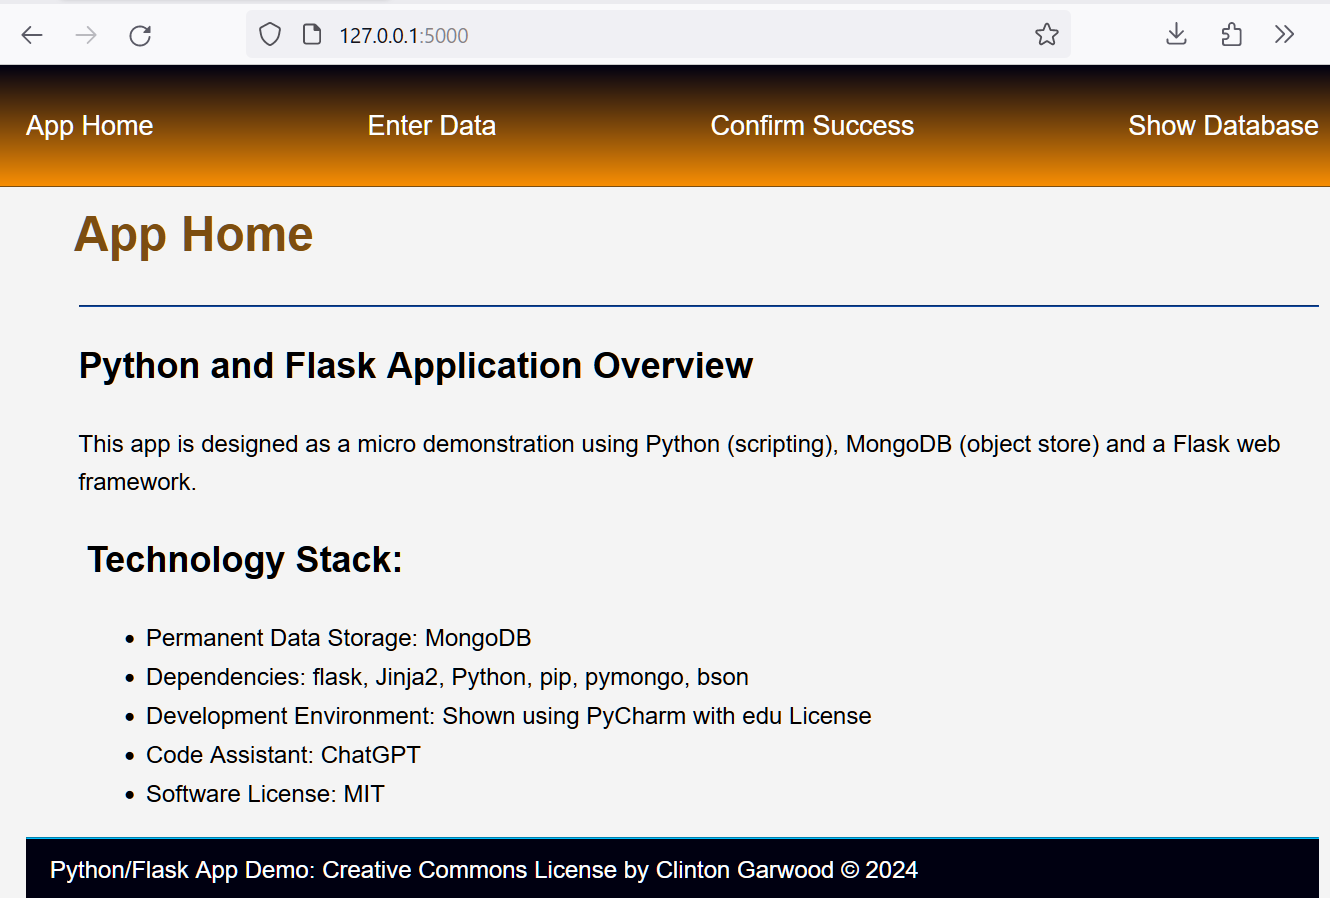 127.0.0.1:5000
App Home
Enter Data
Confirm Success
Show Database
App Home
Python and Flask Application Overview
This app is designed as a micro demonstration using Python (scripting), MongoDB (object store) and a Flask web
framework.
Technology Stack:
• Permanent Data Storage: MongoDB
• Dependencies: flask, Jinja2, Python, pip, pymongo, bson
• Development Environment: Shown using PyCharm with edu License
• Code Assistant: ChatGPT
• Software License: MIT
Python/Flask App Demo: Creative Commons License by Clinton Garwood © 2024